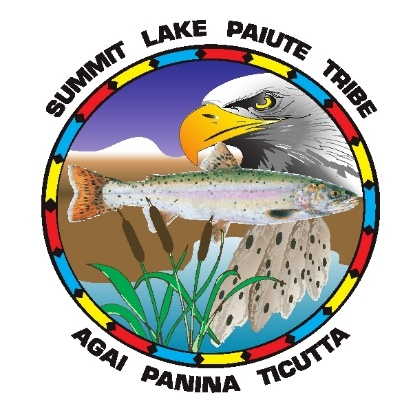 SUMMIT LAKE PAIUTE TRIBE
AGAI PANINA TICUTTA